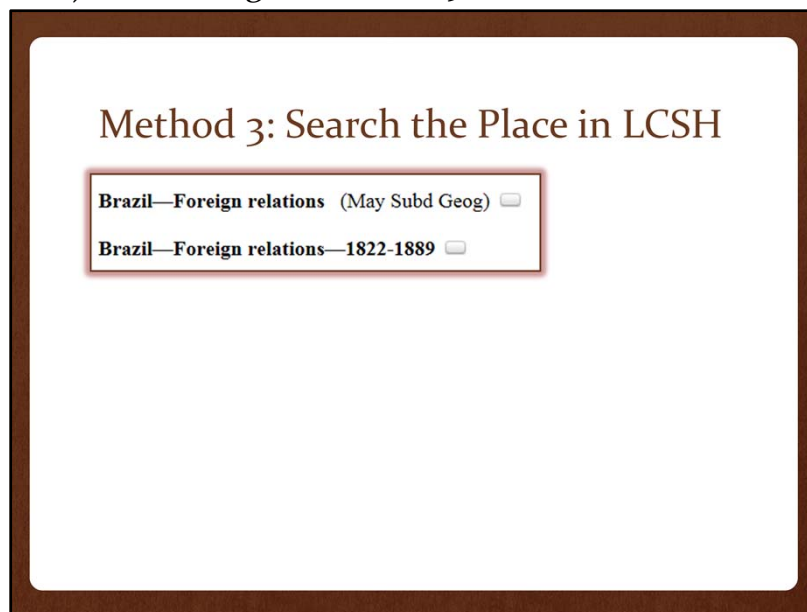 Method 3: Search the Place in LCSH
Brazil—Foreign relations (May Subd Geog)
Brazil—Foreign relations—1822-1889